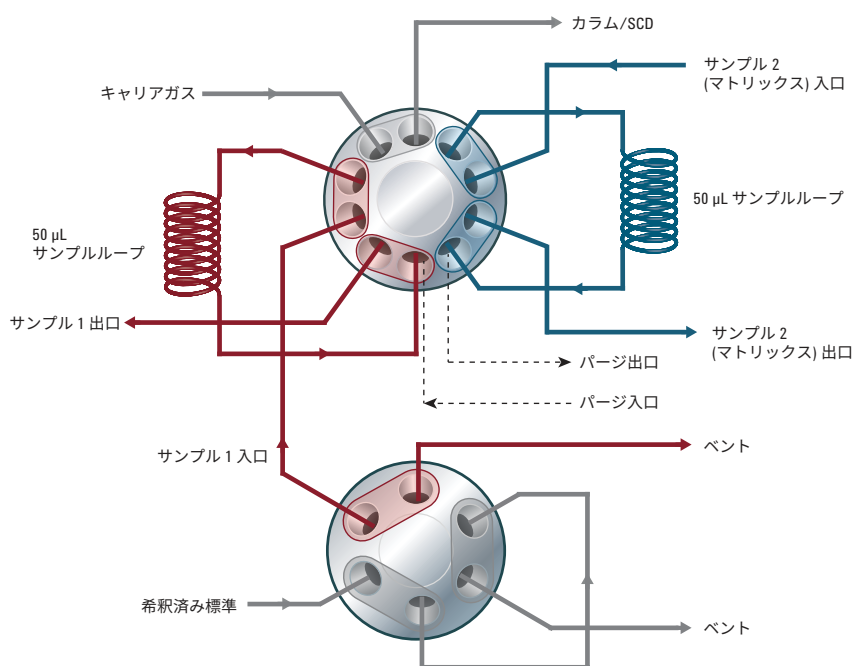 カラム/SCD
サンプル 2
(マトリックス) 入口
キャリアガス
50 µL サンプルループ
50 µL
サンプルループ
サンプル 1 出口
サンプル 2
(マトリックス) 出口
パージ出口
パージ入口
サンプル 1 入口
ベント
希釈済み標準
ベント